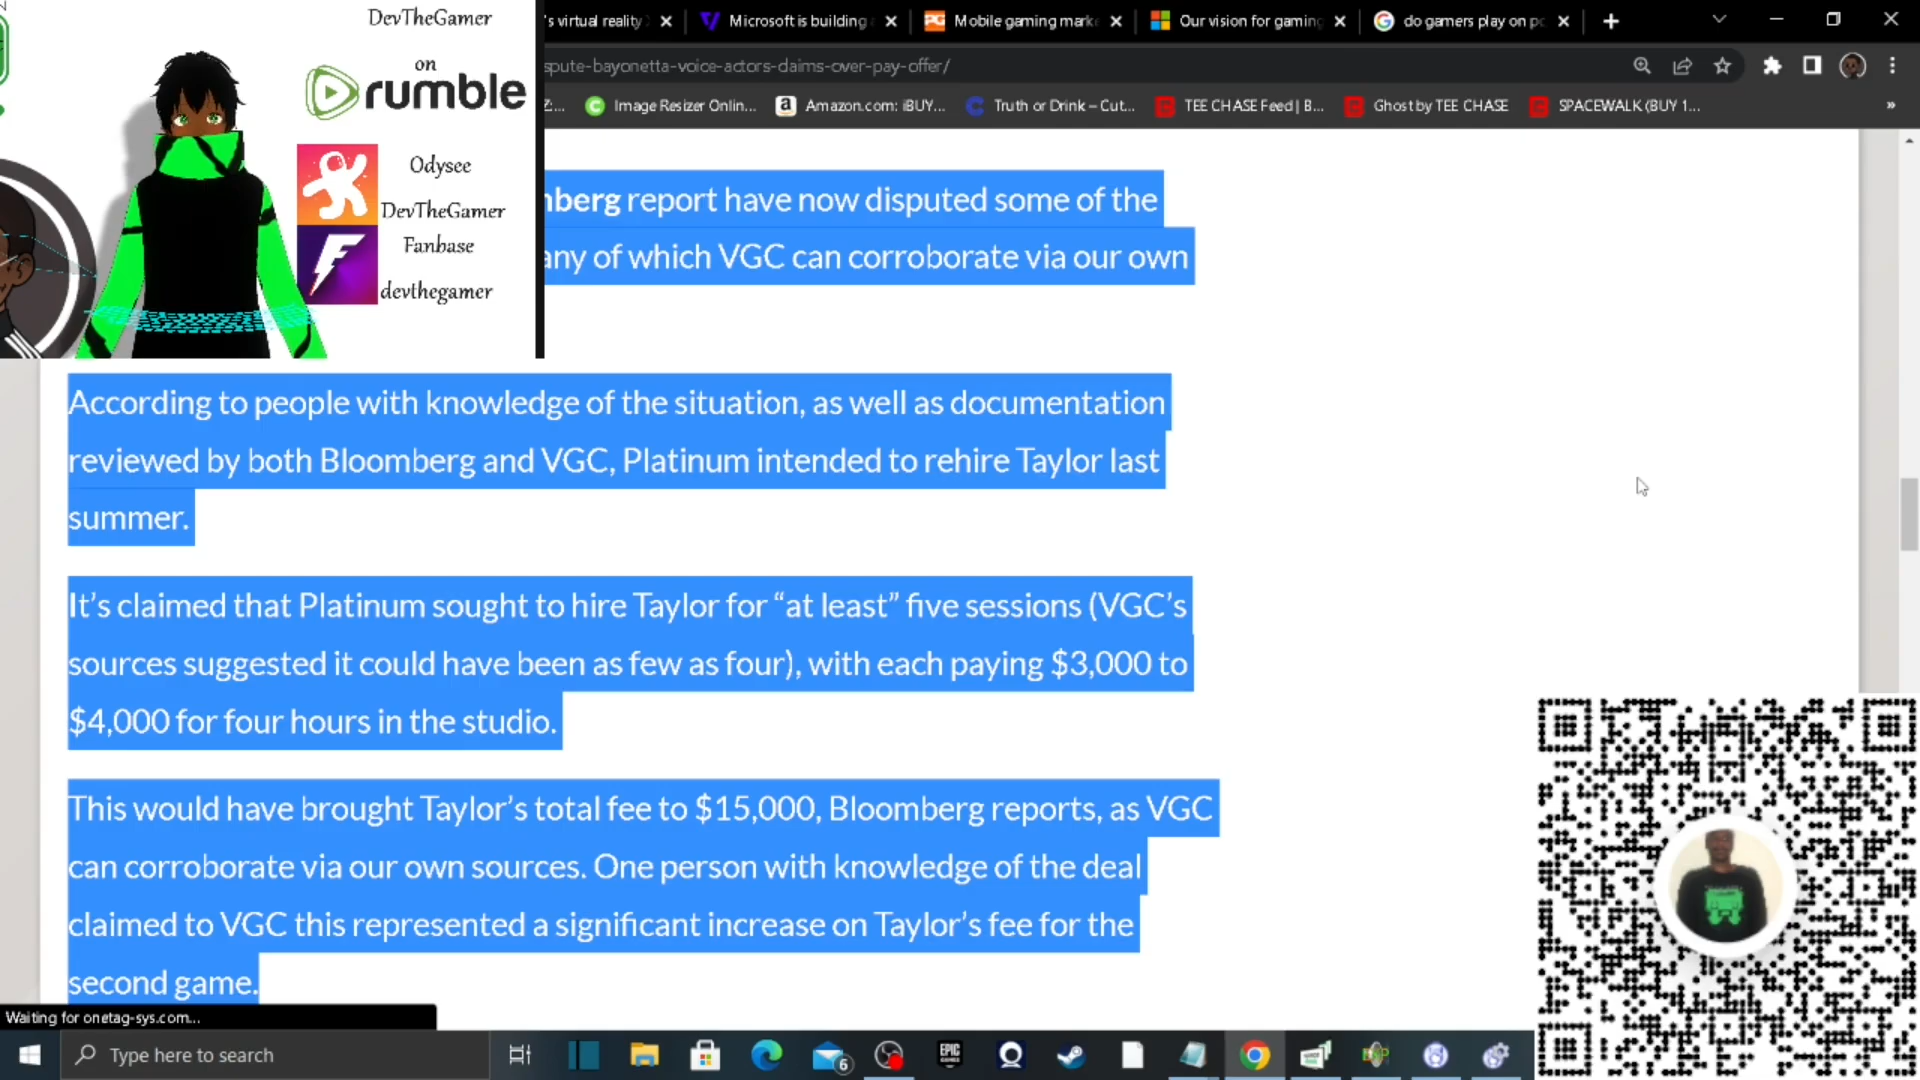 DevTheGamer
on
rumble
Odysee
DevTheGamer
Fanbase
devthegamer
's virtual reality
Microsoft is building
Mobile gaming mark
Our vision for gaming
do gamers play on pc
spute-bayonetta-voice-actors-claims-over-pay-offer/
Z:...
Image Resizer Onlin...
Amazon.com: iBUY...
Truth or Drink – Cut...
TEE CHASE Feed | B...
Ghost by TEE CHASE
SPACEWALK (BUY 1...
mberg report have now disputed some of the
any of which VGC can corroborate via our own
According to people with knowledge of the situation, as well as documentation
reviewed by both Bloomberg and VGC, Platinum intended to rehire Taylor last
summer.
It’s claimed that Platinum sought to hire Taylor for “at least” five sessions (VGC’s
sources suggested it could have been as few as four), with each paying $3,000 to
$4,000 for four hours in the studio.
This would have brought Taylor’s total fee to $15,000, Bloomberg reports, as VGC
can corroborate via our own sources. One person with knowledge of the deal
claimed to VGC this represented a significant increase on Taylor’s fee for the
second game.
Waiting for onetag-sys.com...
Type here to search
6
EPIC
GAMES